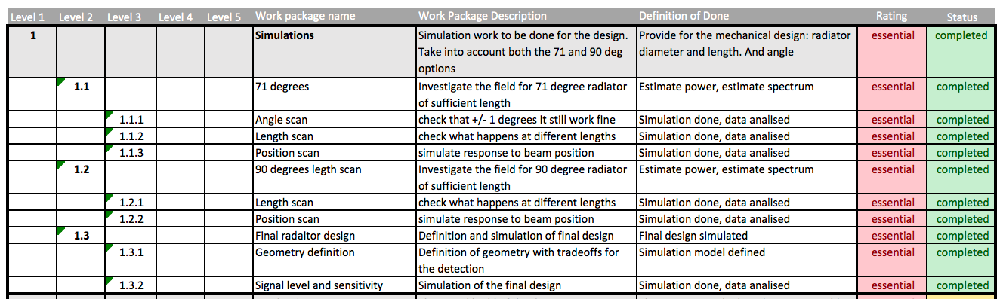 Level 1 Level 2 Level 3 Level 4 Level 5 Work package name Work Package Description Definition of Done Rating Status
1 Simulations Simulation work to be done for the design. Provide for the mechanical design: radiator essential completed
Take into account both the 71 and 90 deg diameter and length. And angle
options
1.1 71 degrees Investigate the field for 71 degree radiator Estimate power, estimate spectrum essential completed
of sufficient length
1.1.1 Angle scan check that +/- 1 degrees it still work fine Simulation done, data analised essential completed
1.1.2 Length scan check what happens at different lengths Simulation done, data analised essential completed
1.1.3 Position scan simulate response to beam position Simulation done, data analised essential completed
1.2 90 degrees legth scan Investigate the field for 90 degree radiator Estimate power, estimate spectrum essential completed
of sufficient length
1.2.1 Length scan check what happens at different lengths Simulation done, data analised essential completed
1.2.2 Position scan simulate response to beam position Simulation done, data analised essential completed
1.3 Final radaitor design Definition and simulation of final design Final design simulated essential completed
1.3.1 Geometry definition Definition of geometry with tradeoffs for Simulation model defined essential completed
the detection
1.3.2 Signal level and sensitivity Simulation of the final design Simulation done, data analised essential completed